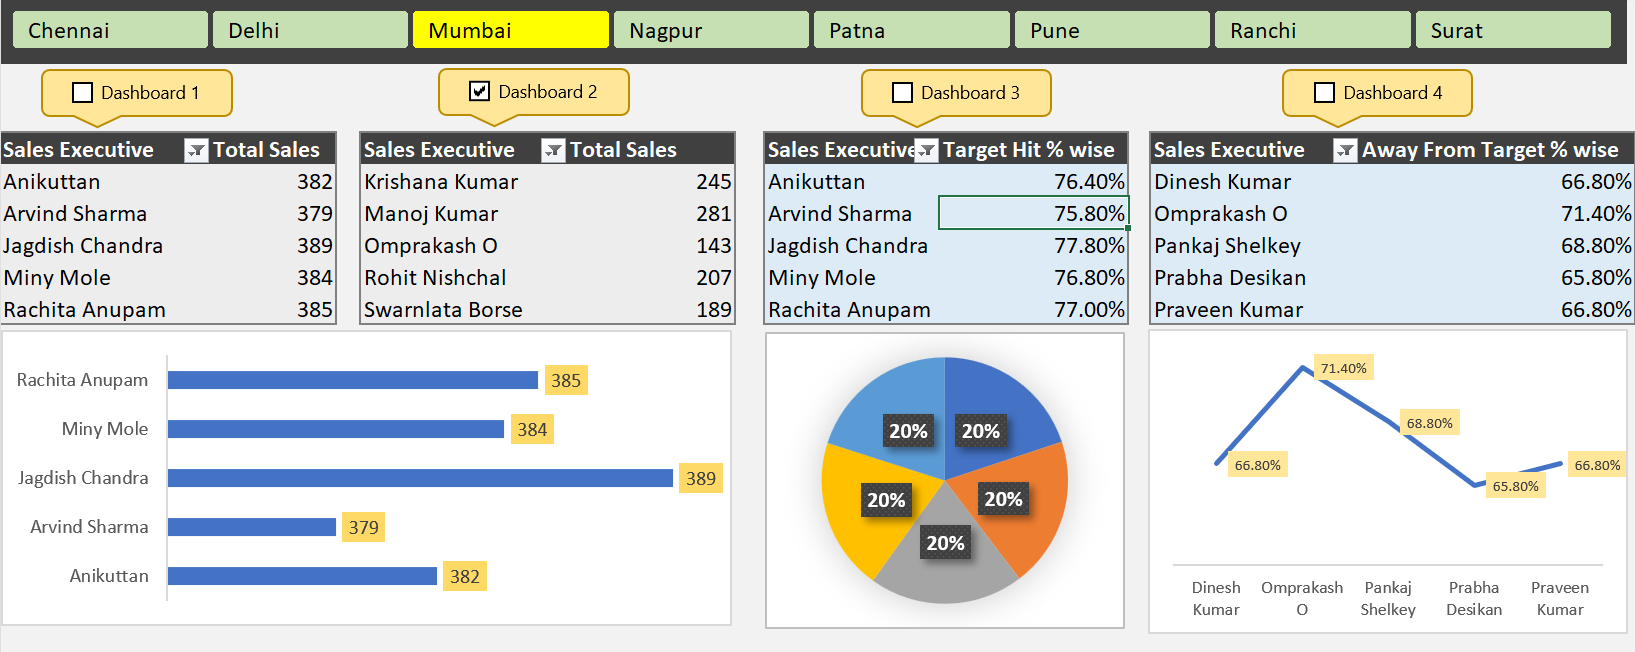 Chennai Delhi Mumbai Nagpur Patna Pune Ranchi Surat
Dashboard 1 Dashboard 2 Dashboard 3 Dashboard 4
Sales Executive Total Sales
Anikuttan 382
Arvind Sharma 379
Jagdish Chandra 389
Miny Mole 384
Rachita Anupam 385
Sales Executive Total Sales
Krishana Kumar 245
Manoj Kumar 281
Omprakash O 143
Rohit Nishchal 207
Swarnlata Borse 189
Sales Executive Target Hit % wise
Anikuttan 76.40%
Arvind Sharma 75.80%
Jagdish Chandra 77.80%
Miny Mole 76.80%
Rachita Anupam 77.00%
Sales Executive Away From Target % wise
Dinesh Kumar 66.80%
Omprakash O 71.40%
Pankaj Shelkey 68.80%
Prabha Desikan 65.80%
Praveen Kumar 66.80%
Rachita Anupam 385
Miny Mole 384
Jagdish Chandra 389
Arvind Sharma 379
Anikuttan 382
20% 20%
20% 20%
20%
71.40%
68.80%
66.80% 66.80%
65.80%
Dinesh Omprakash Pankaj Prabha Praveen
Kumar O Shelkey Desikan Kumar